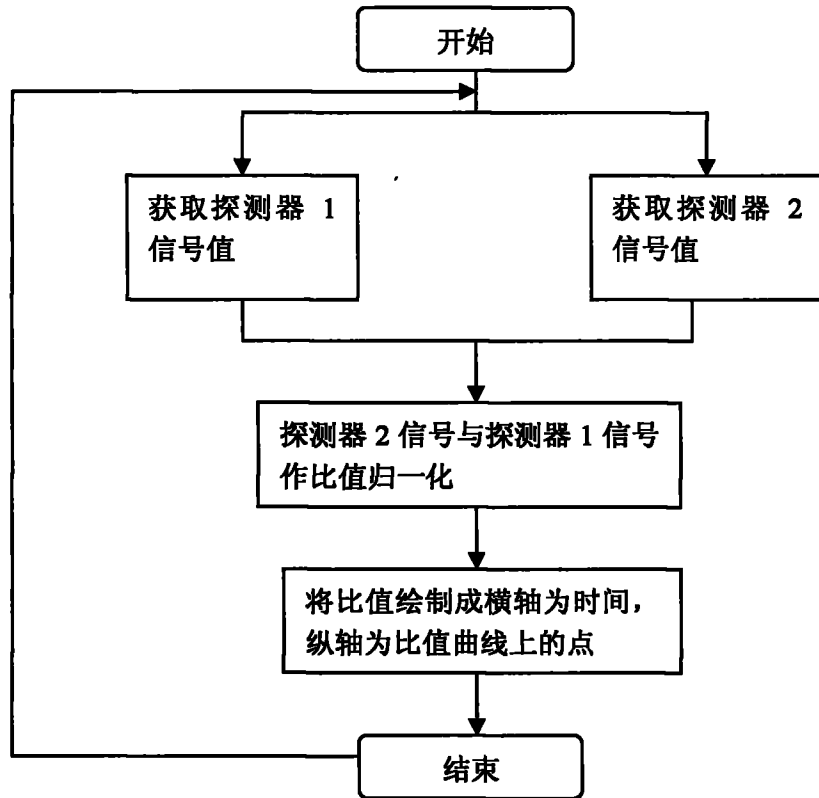 开始
获取探测器 1
信号值
获取探测器 2
信号值
探测器 2 信号与探测器 1 信号
作比值归一化
将比值绘制成横轴为时间，
纵轴为比值曲线上的点
结束